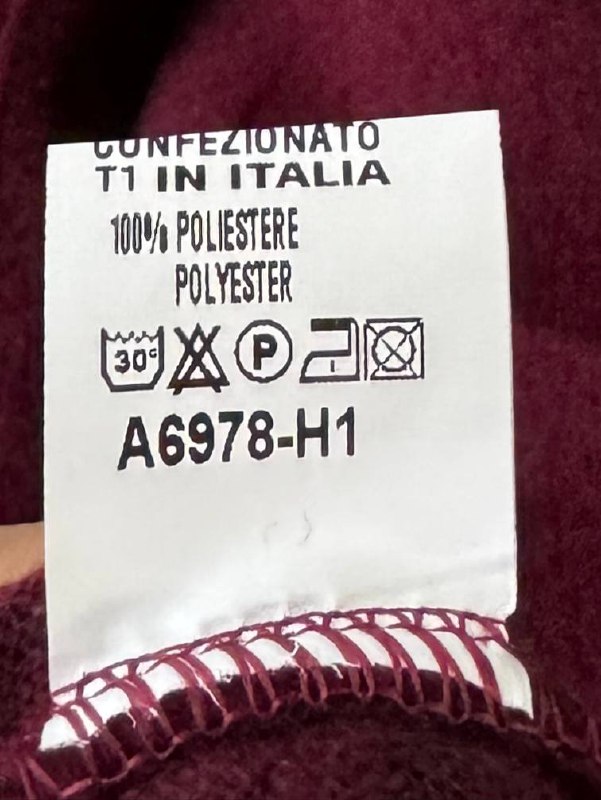 CONFEZIONATO
T1 IN ITALIA
100% POLIESTERE
POLYESTER
30° P
A6978-H1